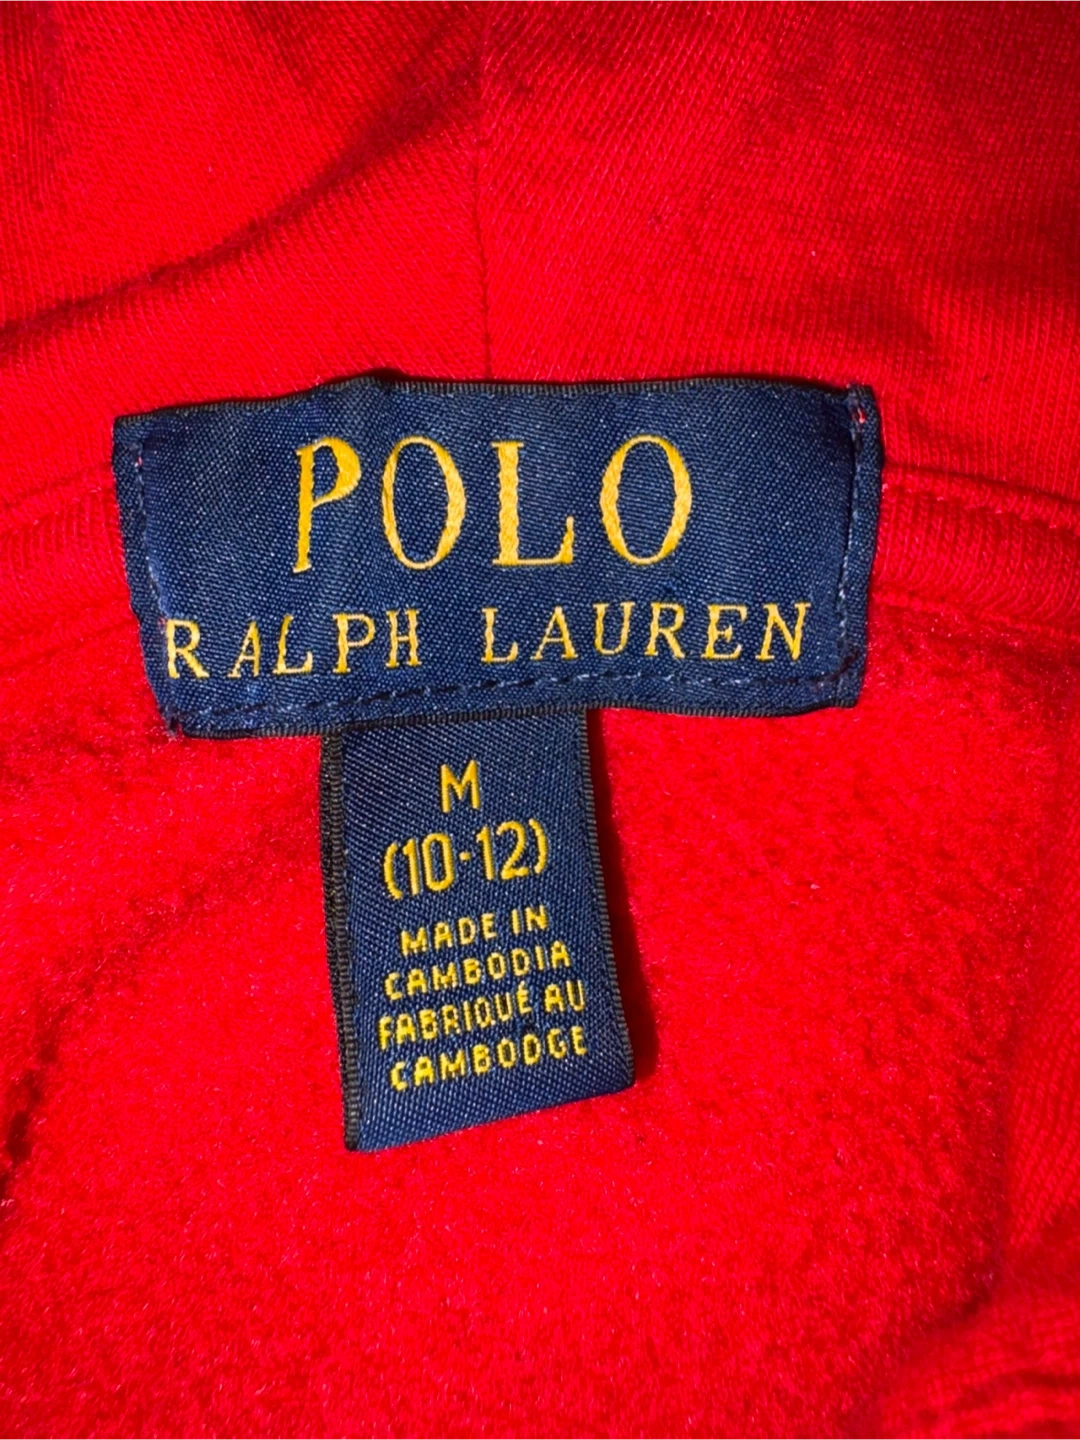 POLO
RALPH LAUREN
M
(10-12)
MADE IN
CAMBODIA
FABRIQUÉ AU
CAMBODGE